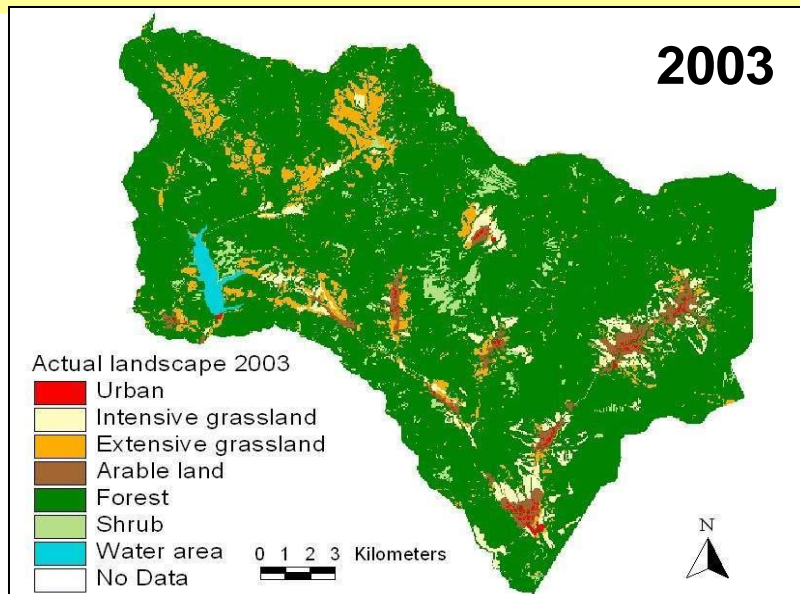 2003
Actual landscape 2003
Urban
Intensive grassland
Extensive grassland
Arable land
Forest
Shrub
Water area
No Data
0 1 2 3 Kilometers
N